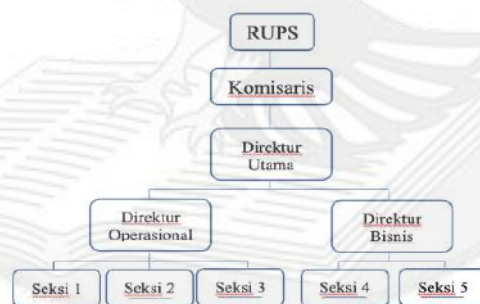 RUPS
Komisaris
Direktur
Utama
Direktur
Operasional
Direktur
Bisnis
Seksi 1
Seksi 2
Seksi 3
Seksi 4
Seksi 5